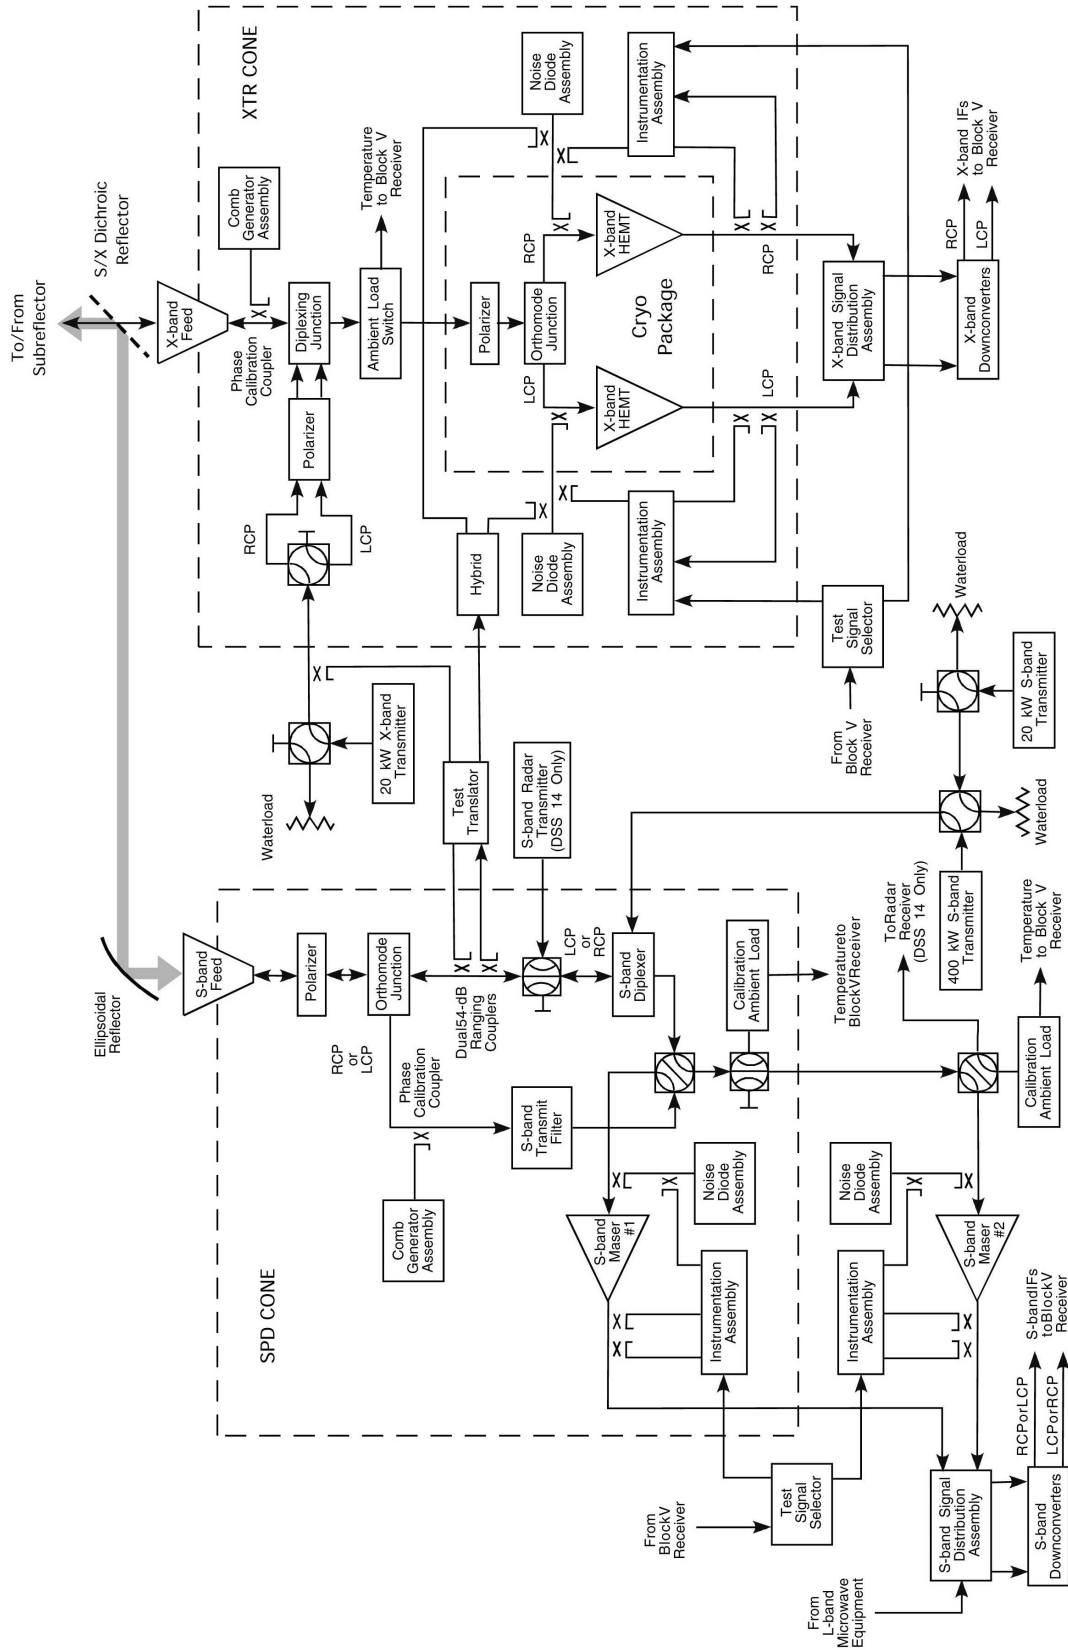 To/From
Subreflector
S/X Dichroic
Reflector
Ellipsoidal
Reflector
XTR CONE
X-band
Feed
Comb
Generator
Assembly
Phase
Calibration
Coupler
Diplexing
Junction
Polarizer
RCP
LCP
Ambient Load
Switch
Temperature
to Block V
Receiver
Polarizer
Orthomode
Junction
LCP
RCP
X-band
HEMT
X-band
HEMT
Cryo
Package
Hybrid
Noise
Diode
Assembly
Noise
Diode
Assembly
Instrumentation
Assembly
Instrumentation
Assembly
LCP
RCP
X-band Signal
Distribution
Assembly
X-band
Downconverters
RCP
LCP
X-band IFs
to Block V
Receiver
Test
Signal
Selector
From
Block V
Receiver
Waterload
20 kW X-band
Transmitter
Test
Translator
S-band Radar
Transmitter
(DSS 14 Only)
Waterload
20 kW S-band
Transmitter
Waterload
400 kW S-band
Transmitter
SPD CONE
S-band
Feed
Polarizer
Orthomode
Junction
RCP
or
LCP
Phase
Calibration
Coupler
Dual54-dB
Ranging
Couplers
LCP
or
RCP
S-band
Diplexer
Comb
Generator
Assembly
S-band
Transmit
Filter
Calibration
Ambient Load
Temperatureto
BlockVReceiver
ToRadar
Receiver
(DSS 14 Only)
Calibration
Ambient Load
Temperature
to Block V
Receiver
S-band
Maser
#1
Noise
Diode
Assembly
Instrumentation
Assembly
Noise
Diode
Assembly
Instrumentation
Assembly
S-band
Maser
#2
From
BlockV
Receiver
Test
Signal
Selector
From
L-band
Microwave
Equipment
S-band Signal
Distribution
Assembly
S-band
Downconverters
RCPorLCP
LCPorRCP
S-bandIFs
toBlockV
Receiver